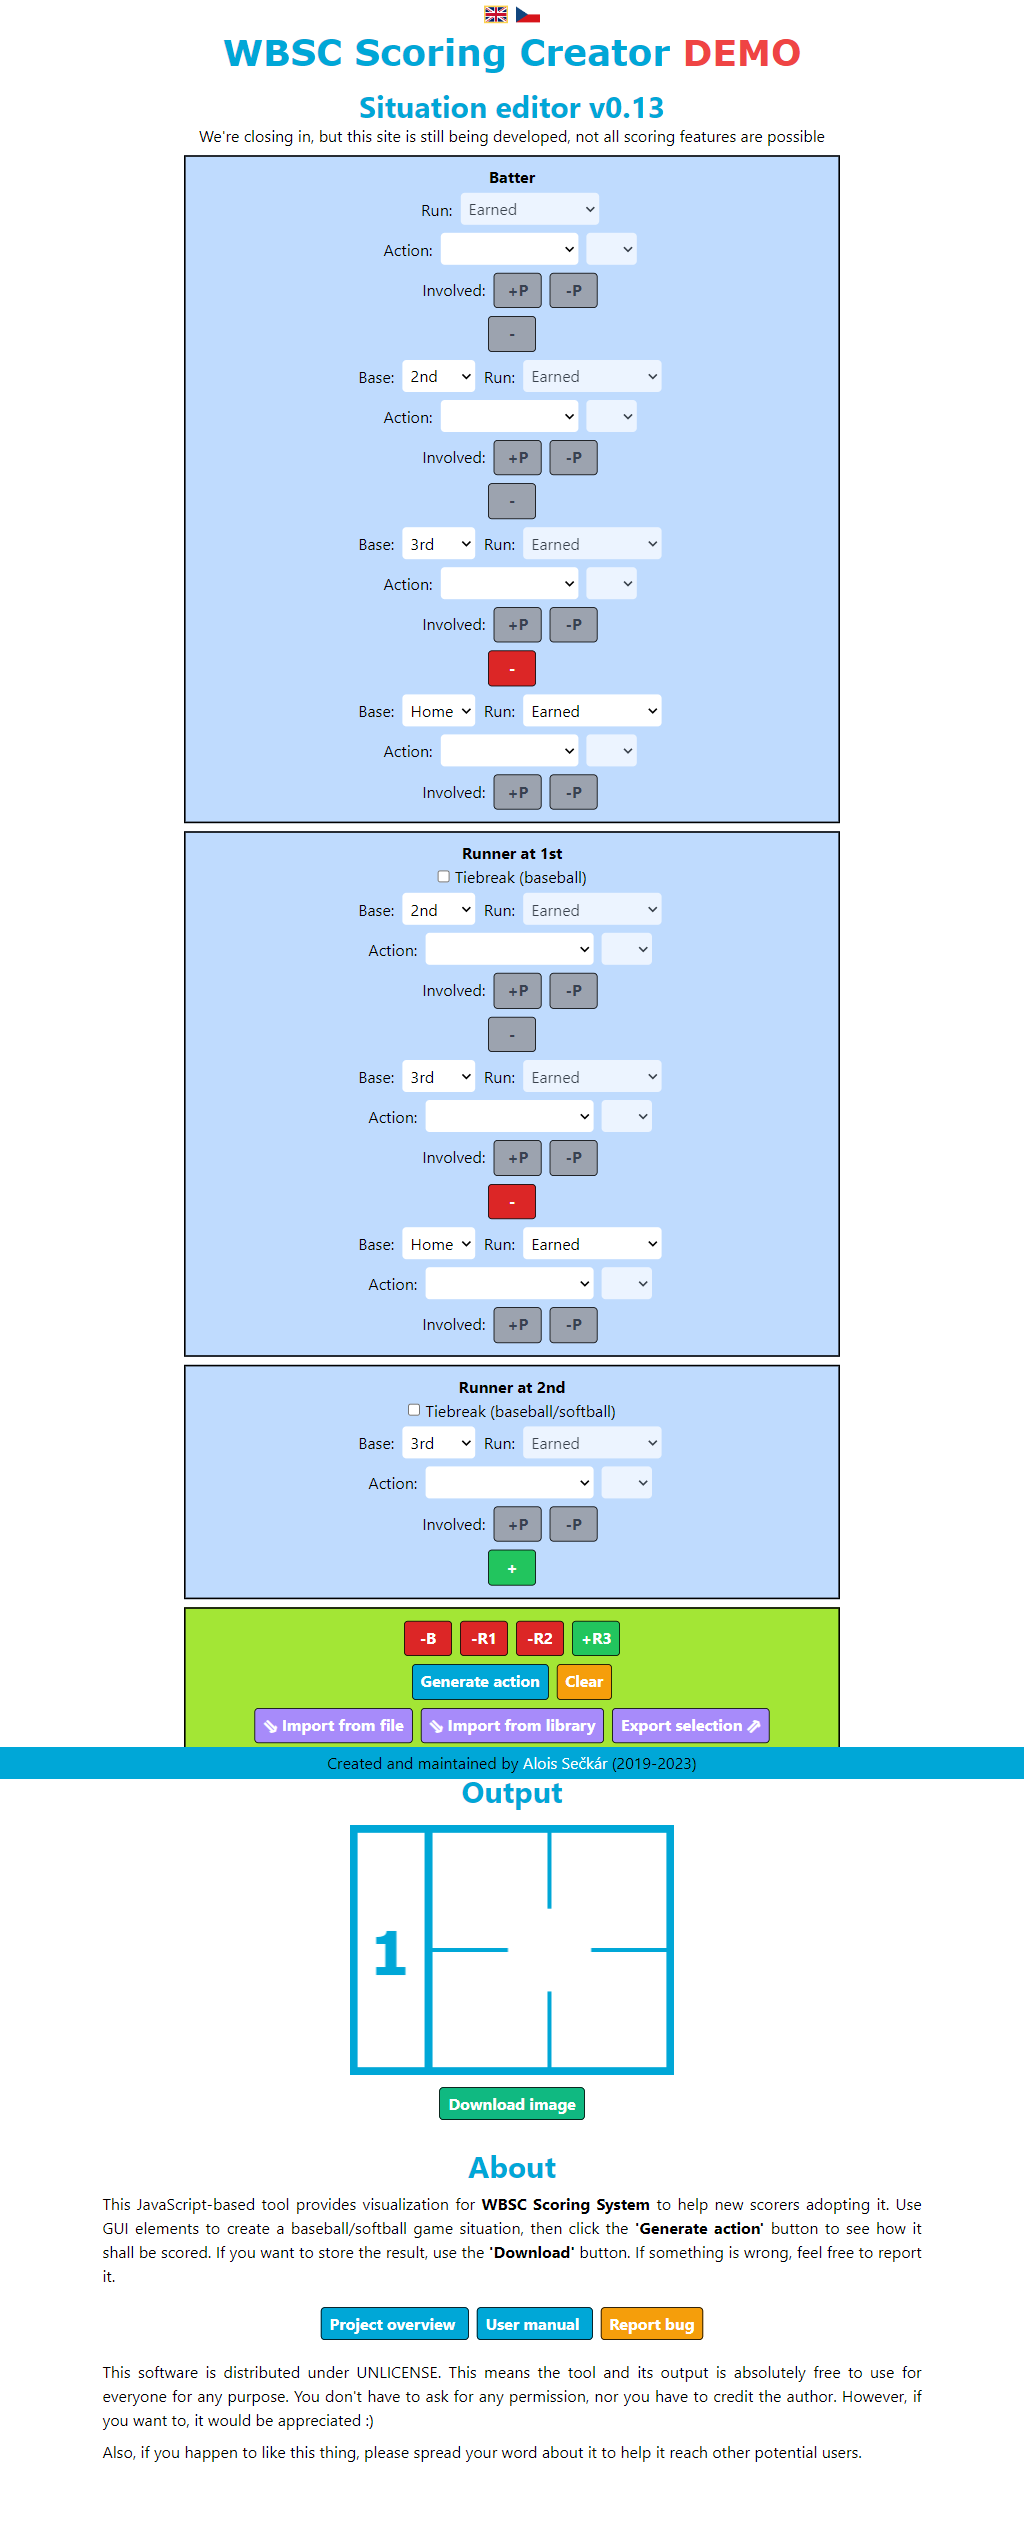 WBSC Scoring Creator DEMO
Situation editor v0.13
We're closing in, but this site is still being developed, not all scoring features are possible
Batter
Run: Earned
Action:
Involved: +P -P
-
Base: 2nd Run: Earned
Action:
Involved: +P -P
-
Base: 3rd Run: Earned
Action:
Involved: +P -P
-
Base: Home Run: Earned
Action:
Involved: +P -P
Runner at 1st
Tiebreak (baseball)
Base: 2nd Run: Earned
Action:
Involved: +P -P
-
Base: 3rd Run: Earned
Action:
Involved: +P -P
-
Base: Home Run: Earned
Action:
Involved: +P -P
Runner at 2nd
Tiebreak (baseball/softball)
Base: 3rd Run: Earned
Action:
Involved: +P -P
+
-B -R1 -R2 +R3
Generate action Clear
Import from file Import from library Export selection
Created and maintained by Alois Sečkár (2019-2023)
Output
1
Download image
About
This JavaScript-based tool provides visualization for WBSC Scoring System to help new scorers adopting it. Use
GUI elements to create a baseball/softball game situation, then click the 'Generate action' button to see how it
shall be scored. If you want to store the result, use the 'Download' button. If something is wrong, feel free to report
it.
Project overview User manual Report bug
This software is distributed under UNLICENSE. This means the tool and its output is absolutely free to use for
everyone for any purpose. You don't have to ask for any permission, nor you have to credit the author. However, if
you want to, it would be appreciated :)
Also, if you happen to like this thing, please spread your word about it to help it reach other potential users.